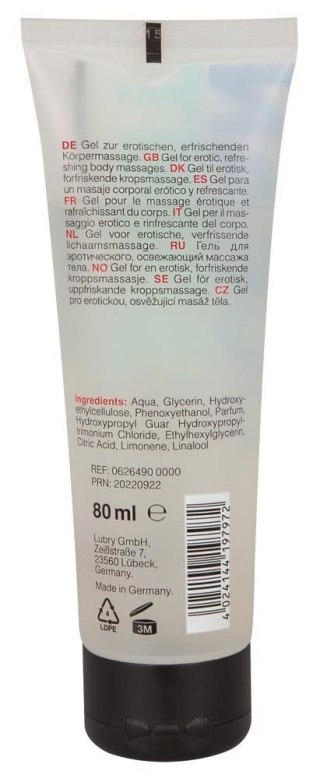 DE Gel zur erotischen, erfrischenden
Körpermassage. GB Gel for erotic, refre-
shing body massages. DK Gel til erotisk,
forfriskende kropsmassage. ES Gel para
un masaje corporal erótico y refrescante.
FR Gel pour le massage érotique et
rafraîchissant du corps. IT Gel per il mas-
saggio erotico e rinfrescante del corpo.
NL Gel voor erotische, verfrissende
lichaamsmassage. RU Гель для
эротического, освежающий массажа
тела. NO Gel for en erotisk, forfriskende
kroppsmassasje. SE Gel för erotisk,
uppfriskande kroppsmassage. CZ Gel
pro erotickou, osvěžující masáž těla.
Ingredients: Aqua, Glycerin, Hydroxy-
ethylcellulose, Phenoxyethanol, Parfum,
Hydroxypropyl Guar Hydroxypropyl-
trimonium Chloride, Ethylhexylglycerin,
Citric Acid, Limonene, Linalool
REF: 0626490 0000
PRN: 20220922
80 ml e
Lubry GmbH,
Zeißstraße 7,
23560 Lübeck,
Germany.
Made in Germany.
4
LDPE
3M
4 024144 197972